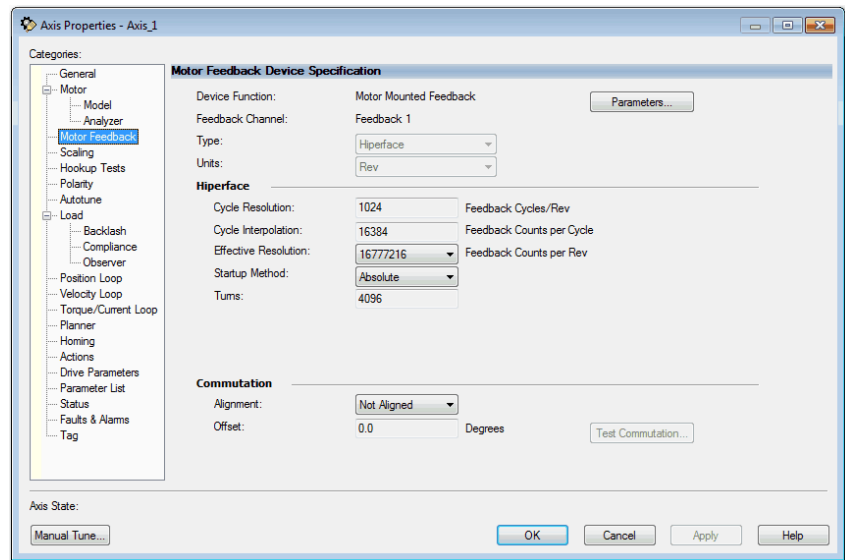 Axis Properties - Axis_1
Categories:
General
Motor
Model
Analyzer
Motor Feedback
Scaling
Hookup Tests
Polarity
Autotune
Load
Backlash
Compliance
Observer
Position Loop
Velocity Loop
Torque/Current Loop
Planner
Homing
Actions
Drive Parameters
Parameter List
Status
Faults & Alarms
Tag
Motor Feedback Device Specification
Device Function: Motor Mounted Feedback Parameters...
Feedback Channel: Feedback 1
Type: Hiperface
Units: Rev
Hiperface
Cycle Resolution: 1024 Feedback Cycles/Rev
Cycle Interpolation: 16384 Feedback Counts per Cycle
Effective Resolution: 16777216 Feedback Counts per Rev
Startup Method: Absolute
Turns: 4096
Commutation
Alignment: Not Aligned
Offset: 0.0 Degrees Test Commutation...
Axis State:
Manual Tune... OK Cancel Apply Help